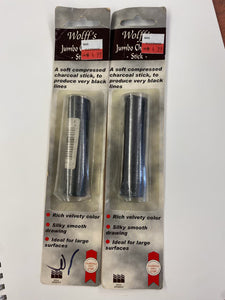 Wolff's
Jumbo Ch
Stick
A soft compressed
charcoal stick, to
produce very black
lines
Rich velvety color
Silky smooth
drawing
Ideal for large
surfaces
Wolff's
Jumbo Ch
- Stick -
A soft compressed
charcoal stick, to
produce very black
lines
Rich velvety color
Silky smooth
drawing
Ideal for large
surfaces